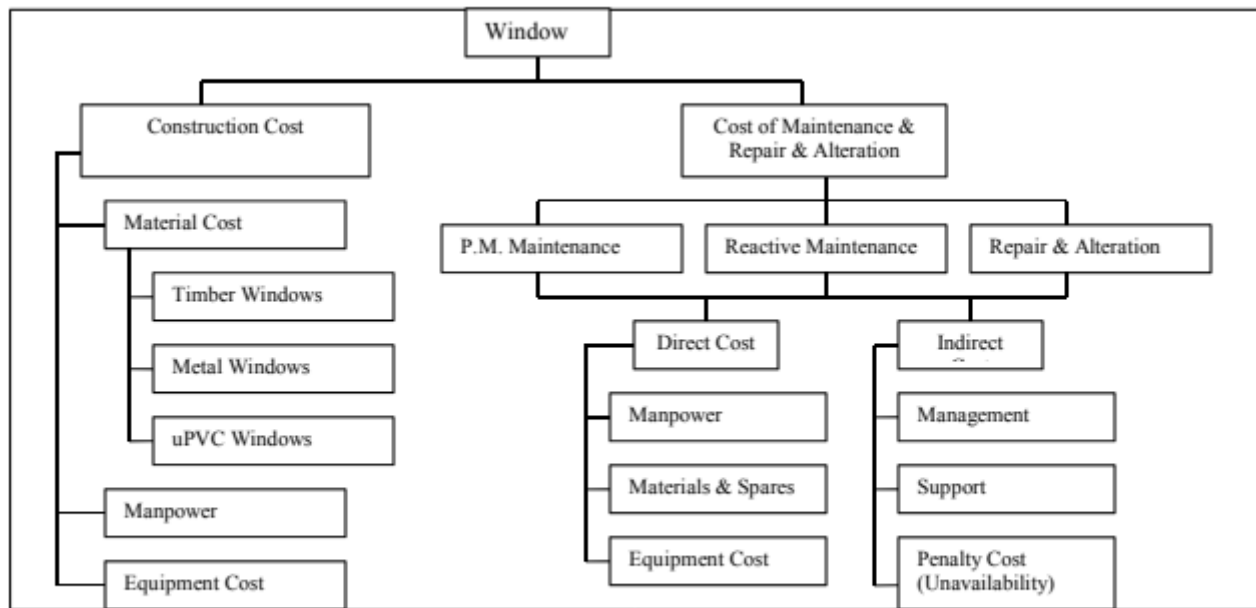 Window
Construction Cost
Cost of Maintenance &
Repair & Alteration
Material Cost
P.M. Maintenance
Reactive Maintenance
Repair & Alteration
Timber Windows
Metal Windows
uPVC Windows
Manpower
Equipment Cost
Direct Cost
Manpower
Materials & Spares
Equipment Cost
Indirect
Management
Support
Penalty Cost
(Unavailability)